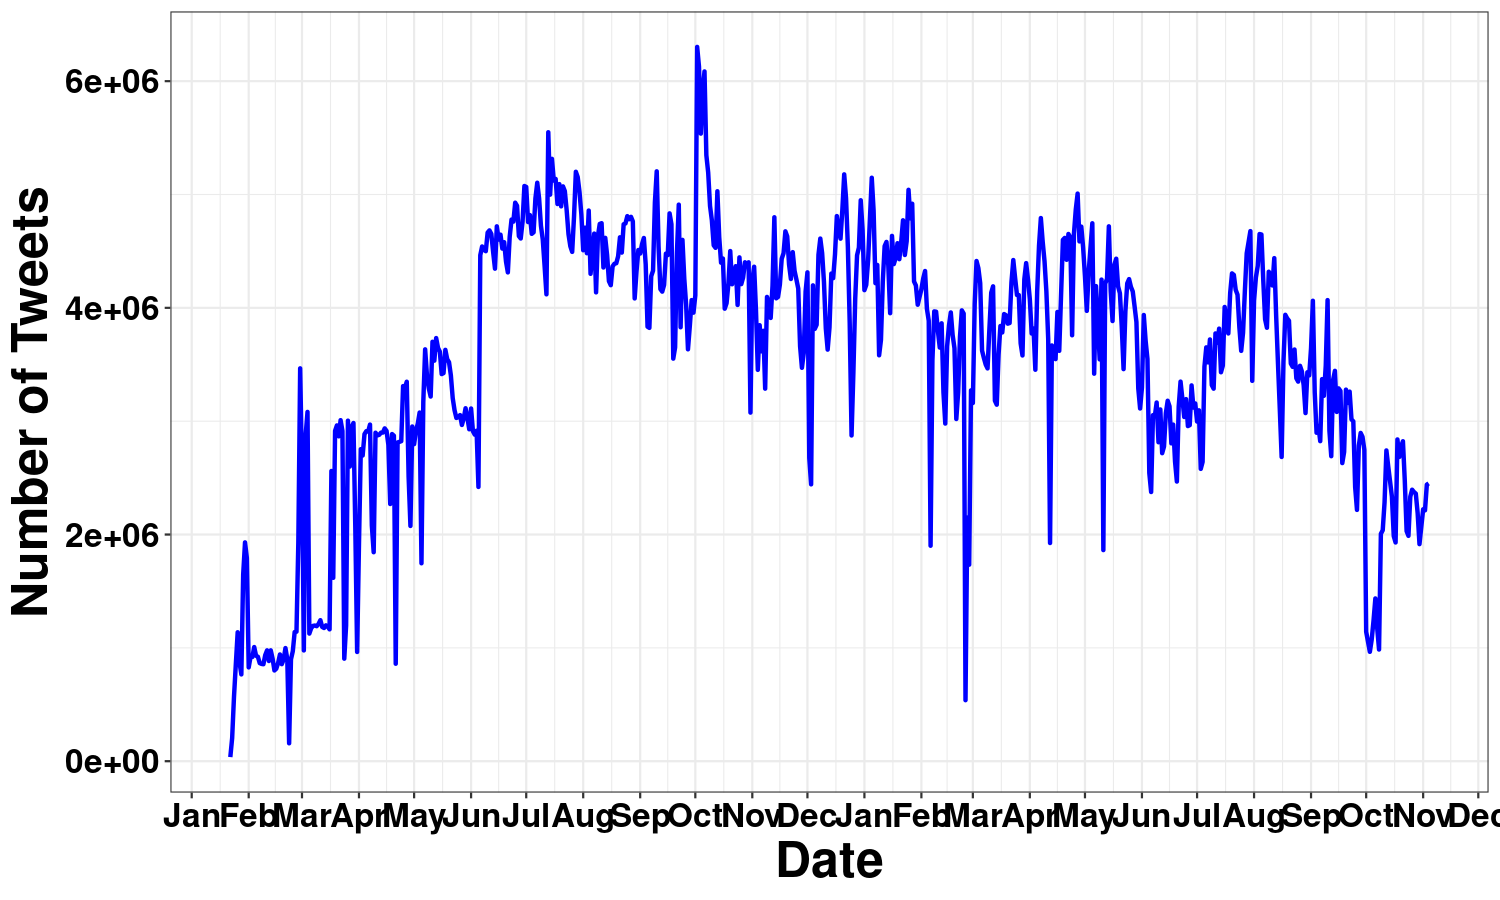 Number of Tweets
6e+06
4e+06
2e+06
0e+00
Jan Feb Mar Apr May Jun Jul Aug Sep Oct Nov Dec Jan Feb Mar Apr May Jun Jul Aug Sep Oct Nov Dec
Date